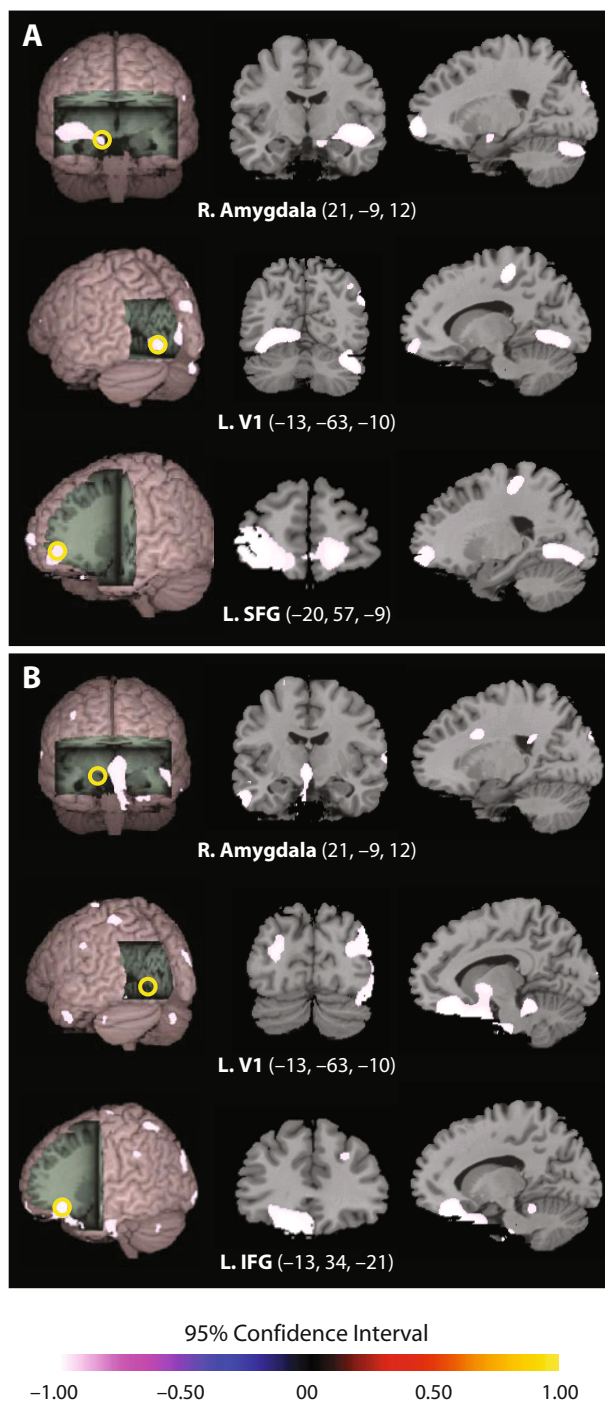 A
R. Amygdala (21, –9, 12)
L. V1 (–13, –63, –10)
L. SFG (–20, 57, –9)
B
R. Amygdala (21, –9, 12)
L. V1 (–13, –63, –10)
L. IFG (–13, 34, –21)
95% Confidence Interval
–1.00 –0.50 00 0.50 1.00